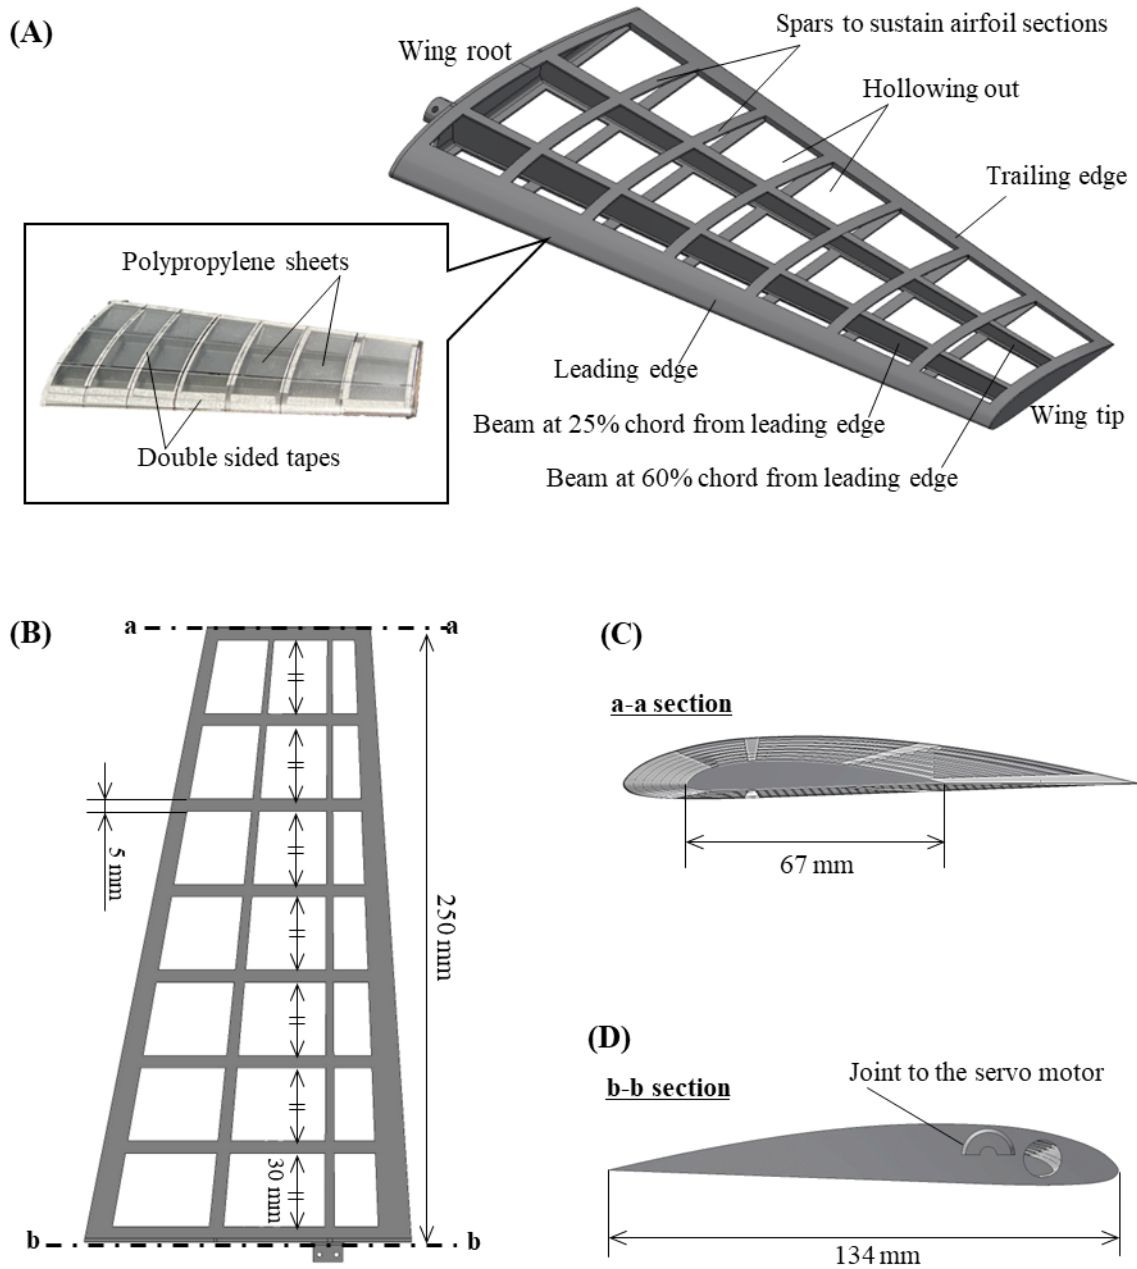 (A)
Spars to sustain airfoil sections
Wing root
Hollowing out
Trailing edge
Polypropylene sheets
Double sided tapes
Leading edge
Beam at 25% chord from leading edge
Wing tip
Beam at 60% chord from leading edge
(B)
a
a
5 mm
250 mm
30 mm
b
b
(C)
a-a section
67 mm
(D)
b-b section
Joint to the servo motor
134 mm